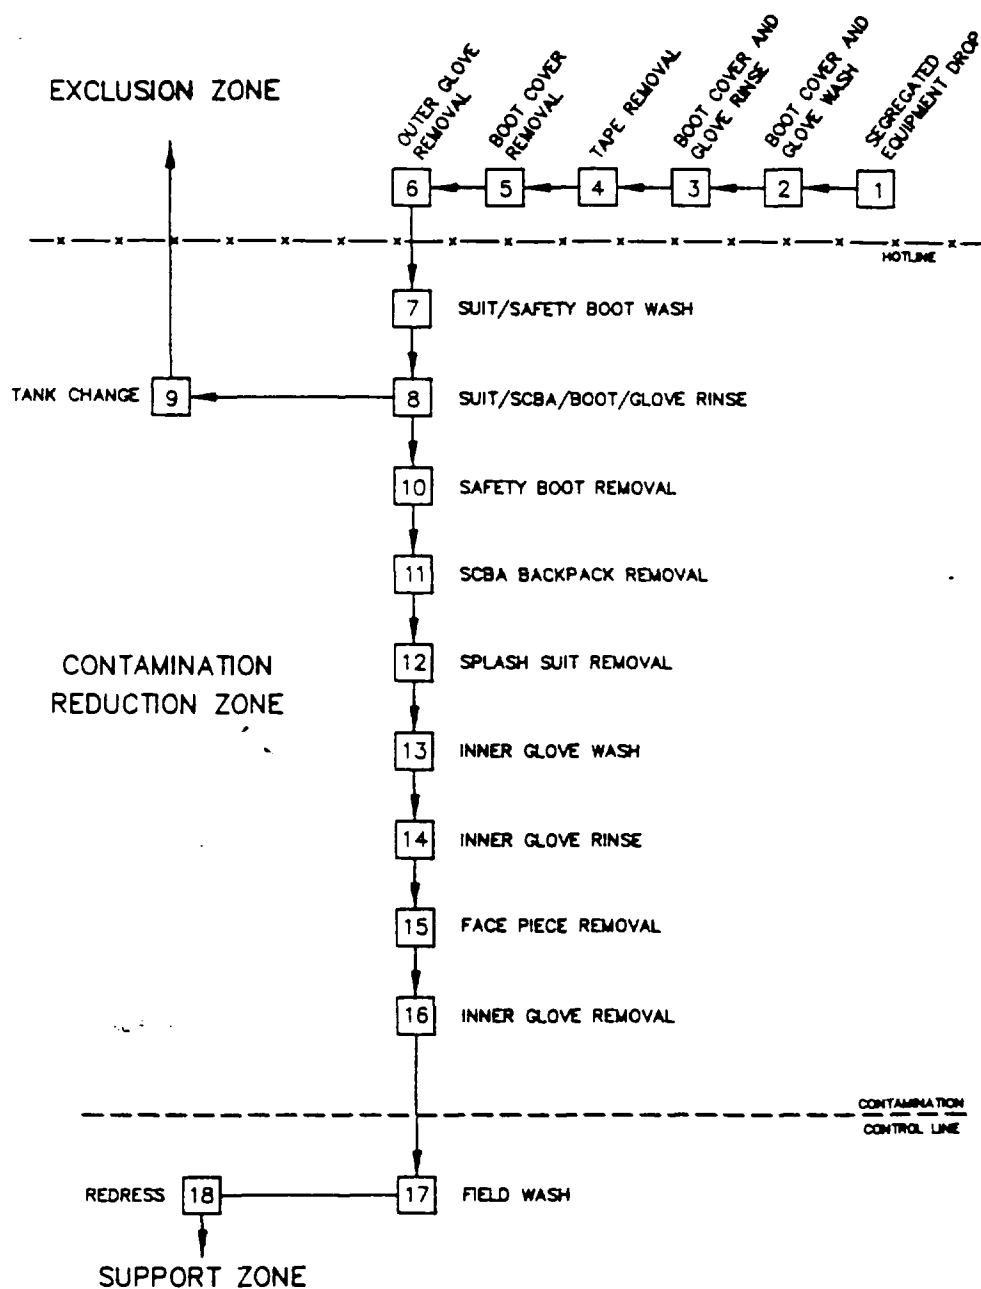 EXCLUSION ZONE
OUTER GLOVE
REMOVAL
BOOT COVER
REMOVAL
TAPE REMOVAL
BOOT COVER AND
GLOVE RINSE
BOOT COVER AND
GLOVE WASH
SEGREGATED
EQUIPMENT DROP
6
5
4
3
2
1
HOTLINE
7
SUIT/SAFETY BOOT WASH
TANK CHANGE
9
8
SUIT/SCBA/BOOT/GLOVE RINSE
10
SAFETY BOOT REMOVAL
11
SCBA BACKPACK REMOVAL
CONTAMINATION
REDUCTION ZONE
12
SPLASH SUIT REMOVAL
13
INNER GLOVE WASH
14
INNER GLOVE RINSE
15
FACE PIECE REMOVAL
16
INNER GLOVE REMOVAL
CONTAMINATION
CONTROL LINE
REDRESS
18
17
FIELD WASH
SUPPORT ZONE